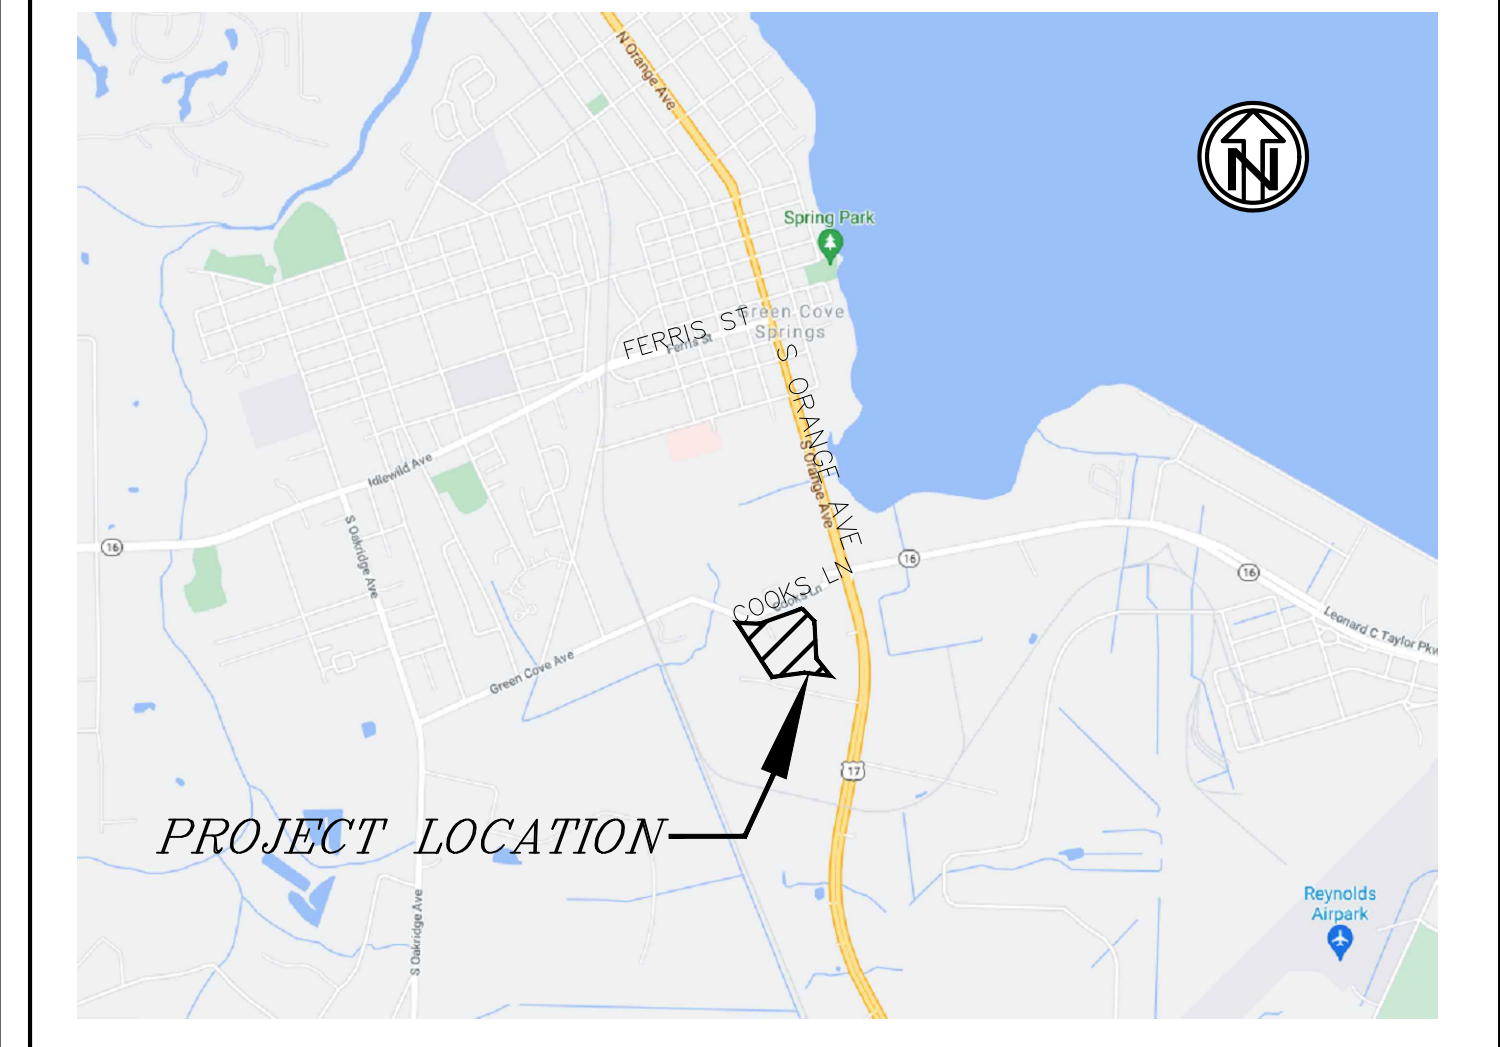 N Orange Ave
N
Spring Park
Green Cove
Springs
FERRIS ST
Ferris St
S ORANGE AVE
S Orange Ave
Idlewild Ave
S Oakridge Ave
16
16
16
COOKS LN
Cooks Ln
Leonard C Taylor Pkw
Green Cove Ave
17
PROJECT LOCATION
Reynolds
Airpark
S Oakridge Ave